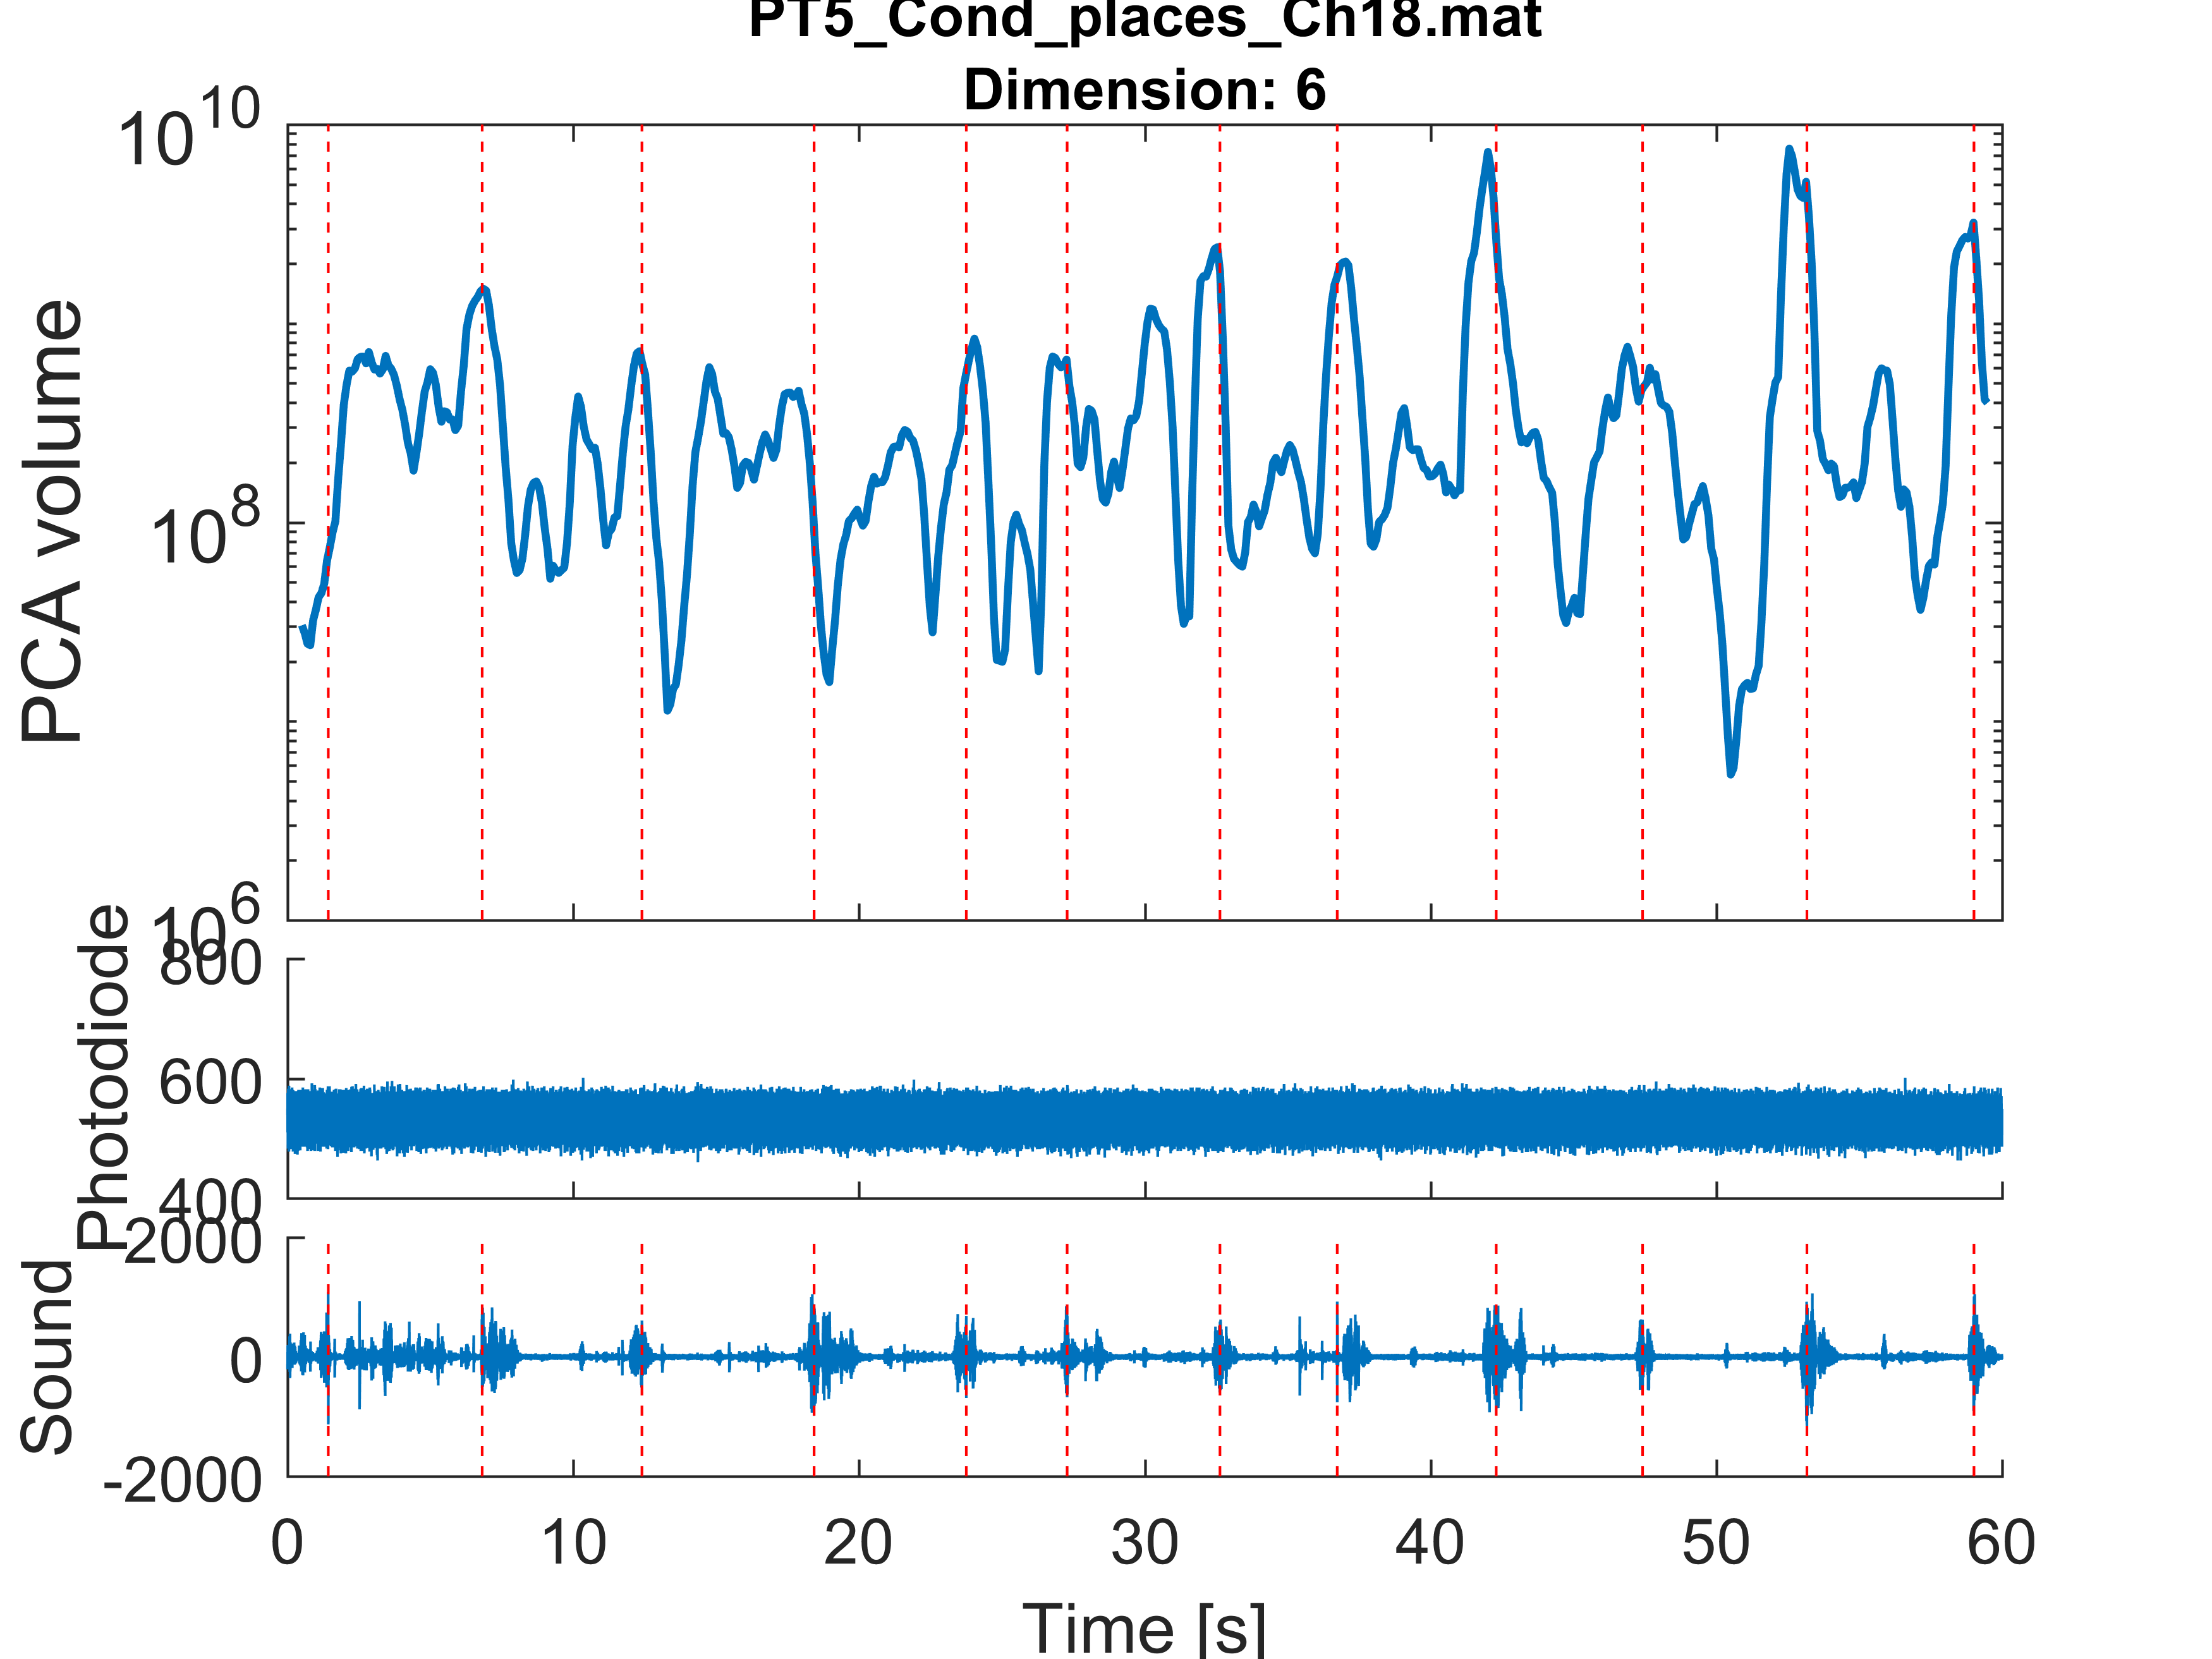 PT5_Cond_places_Ch18.mat
Dimension: 6
PCA volume
10^10
10^8
10^6
Photodiode
800
600
400
Sound
2000
0
-2000
0 10 20 30 40 50 60
Time [s]